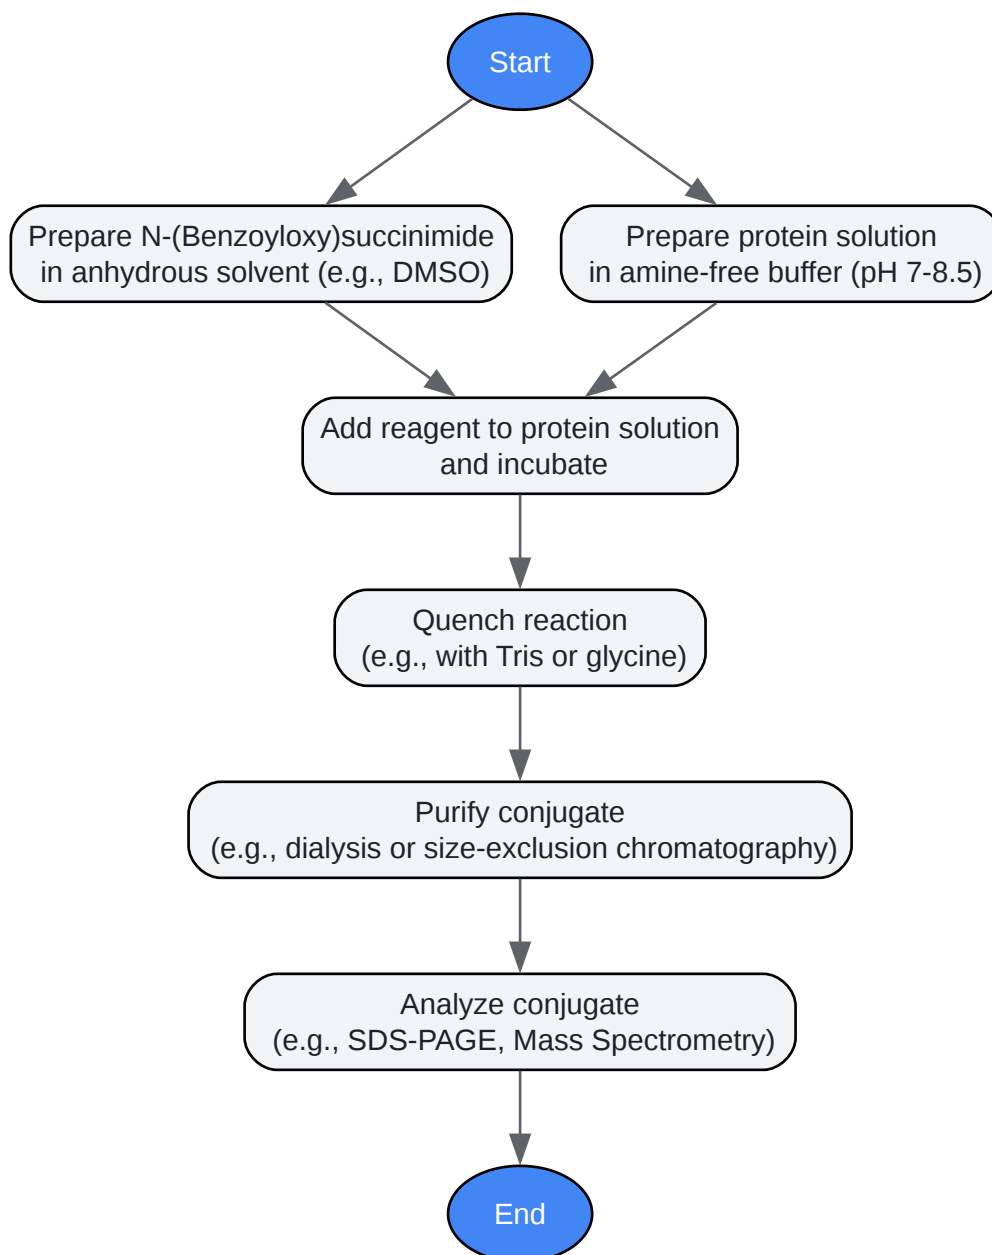 Start
Prepare N-(Benzoyloxy)succinimide
in anhydrous solvent (e.g., DMSO)
Prepare protein solution
in amine-free buffer (pH 7-8.5)
Add reagent to protein solution
and incubate
Quench reaction
(e.g., with Tris or glycine)
Purify conjugate
(e.g., dialysis or size-exclusion chromatography)
Analyze conjugate
(e.g., SDS-PAGE, Mass Spectrometry)
End